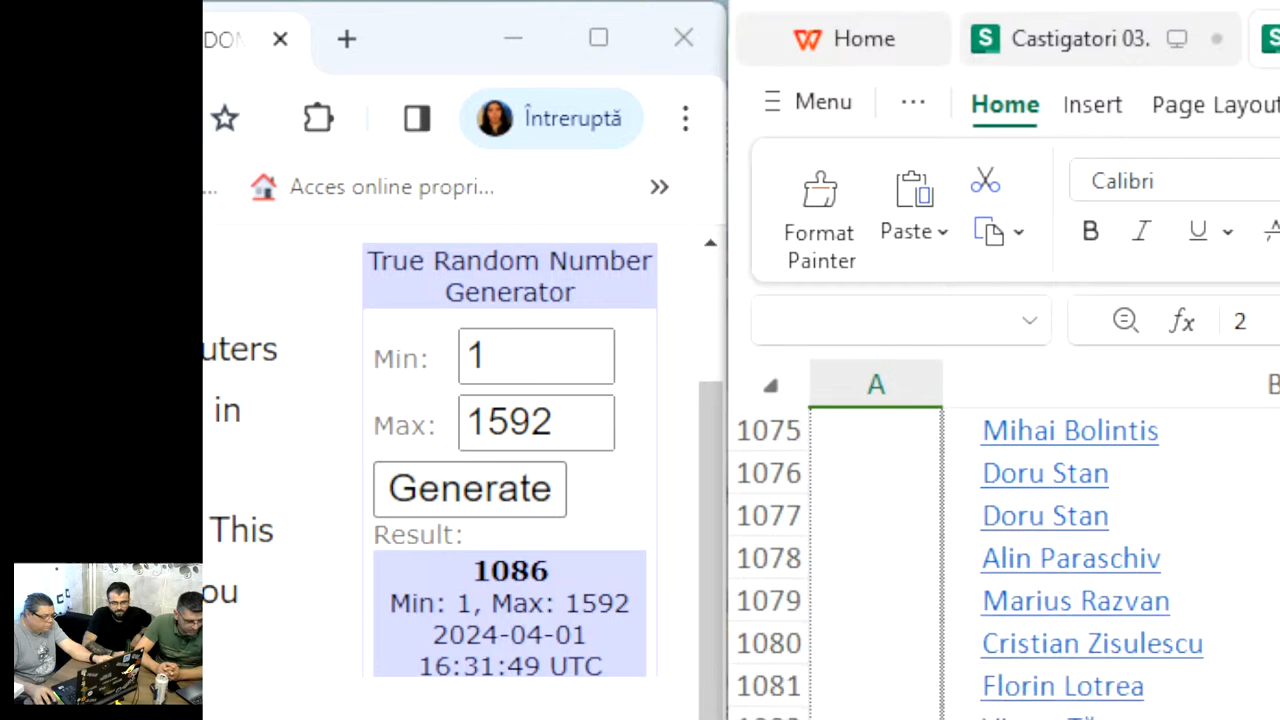 Întreruptă
Acces online propri...
True Random Number
Generator
Min: 1
Max: 1592
Generate
Result:
1086
Min: 1, Max: 1592
2024-04-01
16:31:49 UTC
uters
in
This
ou
Home
Castigatori 03.
Menu
Home Insert Page Layout
Format
Painter
Paste
Calibri
B I U
fx 2
A B
1075 Mihai Bolintis
1076 Doru Stan
1077 Doru Stan
1078 Alin Paraschiv
1079 Marius Razvan
1080 Cristian Zisulescu
1081 Florin Lotrea